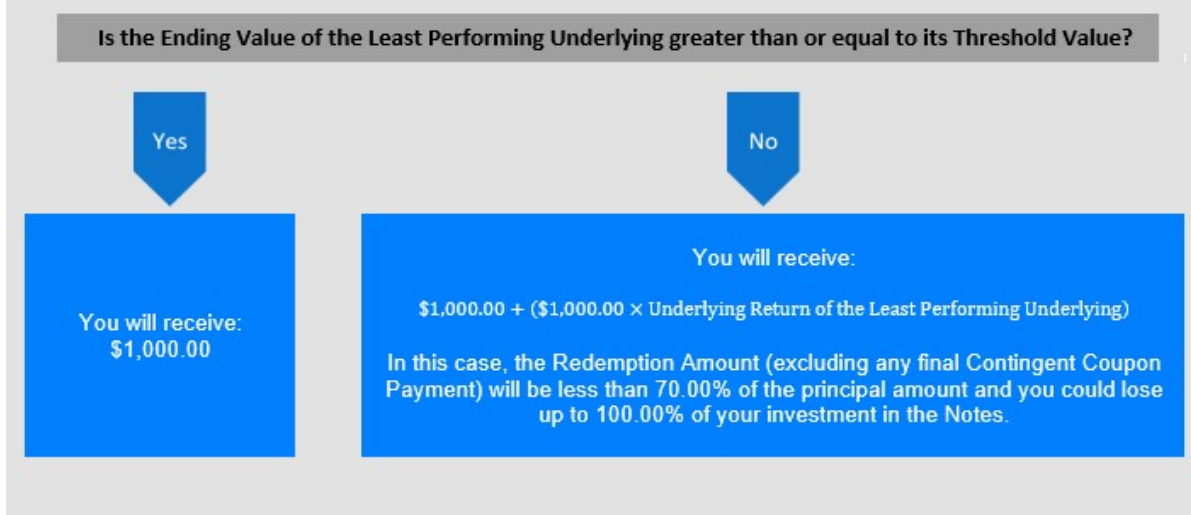 Is the Ending Value of the Least Performing Underlying greater than or equal to its Threshold Value?
Yes
No
You will receive:
$1,000.00
You will receive:
$1,000.00 + ($1,000.00 × Underlying Return of the Least Performing Underlying)
In this case, the Redemption Amount (excluding any final Contingent Coupon
Payment) will be less than 70.00% of the principal amount and you could lose
up to 100.00% of your investment in the Notes.